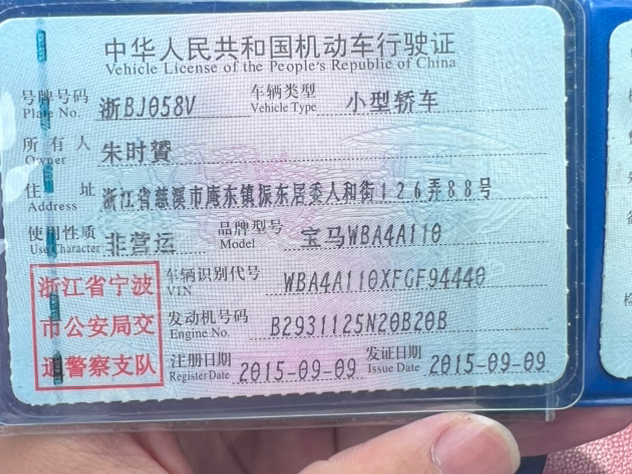 中华人民共和国机动车行驶证
Vehicle License of the People's Republic of China
号牌号码 浙BJ058V 车辆类型 小型轿车
Plate No. Vehicle Type
所有人 朱时贇
Owner
住址 浙江省慈溪市庵东镇振东居委人和街126弄88号
Address
使用性质 非营运 品牌型号 宝马WBA4A110
Use Character Model
浙江省宁波
市公安局交
通警察支队
车辆识别代号 WBA4A110XFGF94440
VIN
发动机号码 B2931125N20B20B
Engine No.
注册日期 2015-09-09 发证日期 2015-09-09
Register Date Issue Date